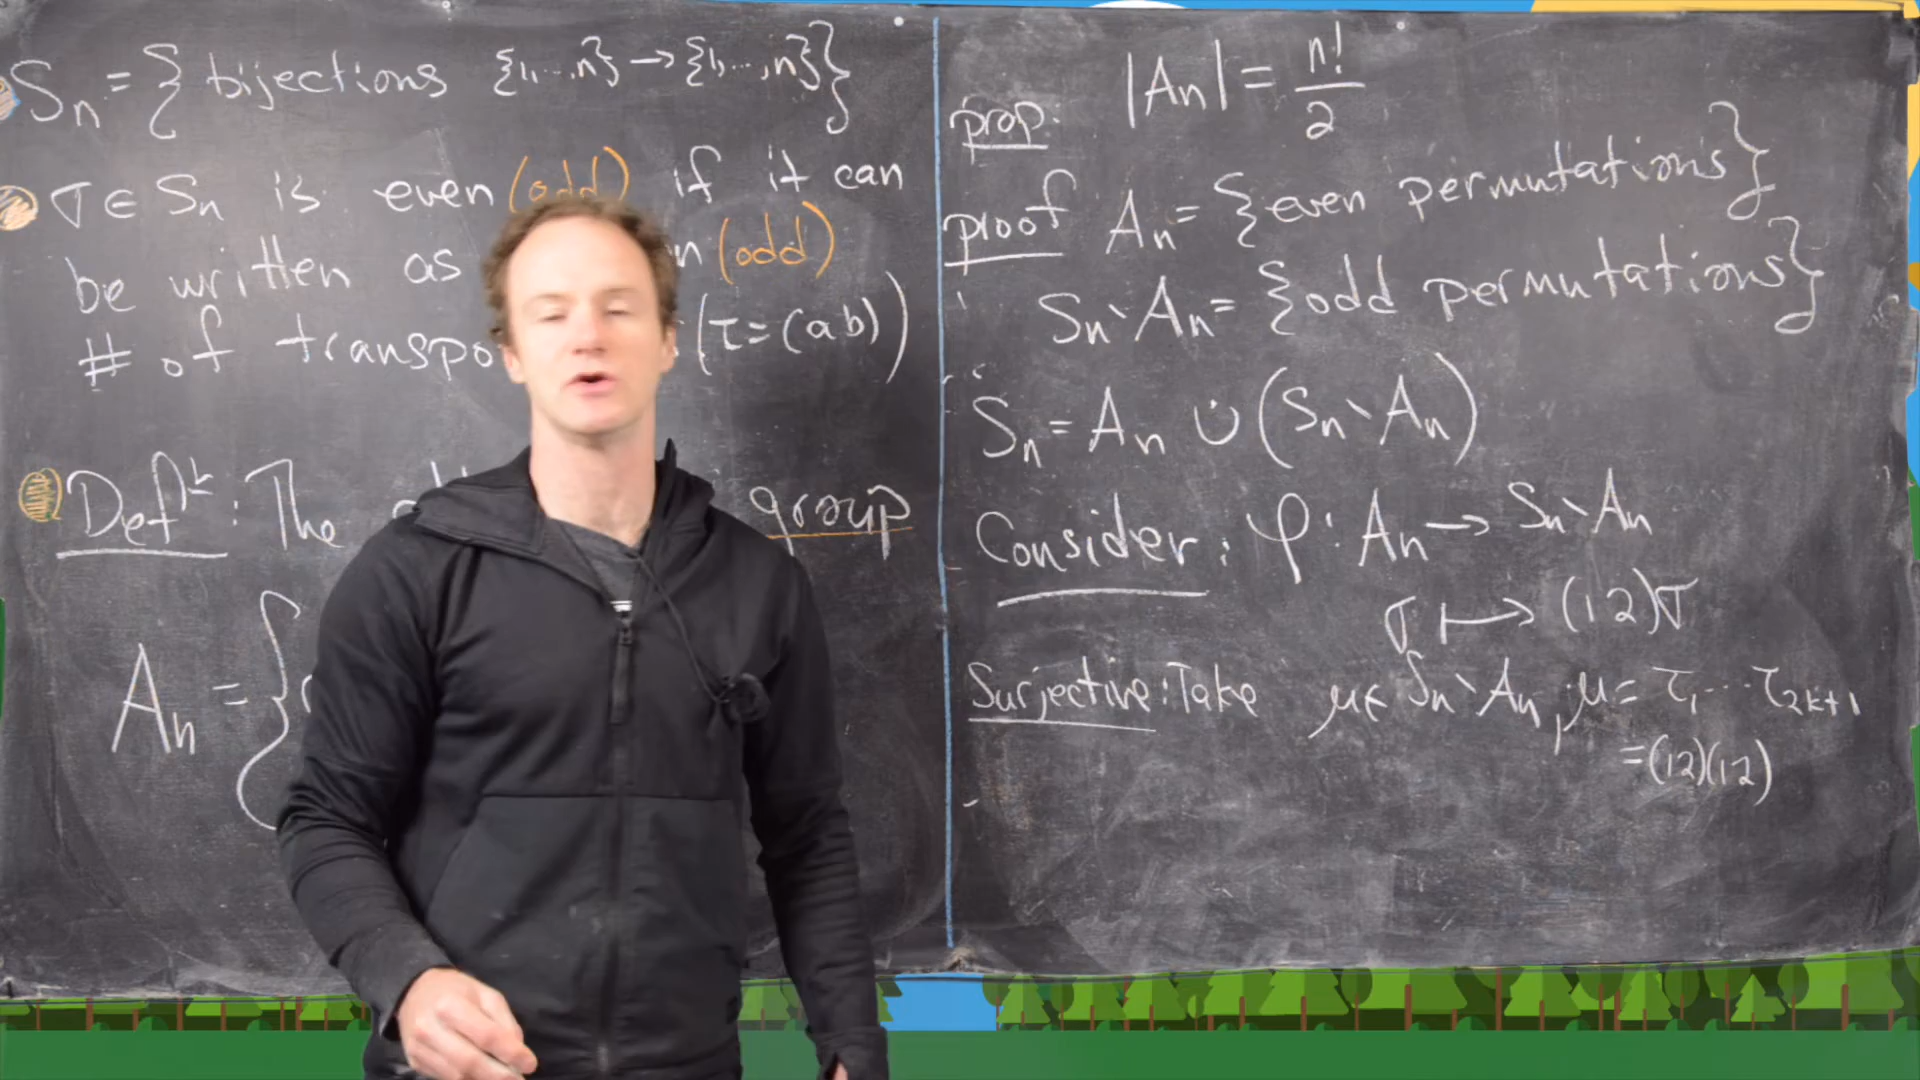 Sₙ = { bijections {1,...,n} → {1,...,n} }
σ ∈ Sₙ is even (odd) if it can
be written as (odd)
# of (τ=(ab))
Defⁿ: The group
Aₙ = {
prop. |Aₙ| = n!/2
proof Aₙ = {even permutations}
Sₙ∖Aₙ = {odd permutations}
Sₙ = Aₙ ∪̇ (Sₙ∖Aₙ)
Consider: φ: Aₙ → Sₙ∖Aₙ
σ ↦ (12)σ
Surjective: Take μ∈ Sₙ∖Aₙ, μ = τ₁...τ₂ₖ₊₁
=(12)(12)